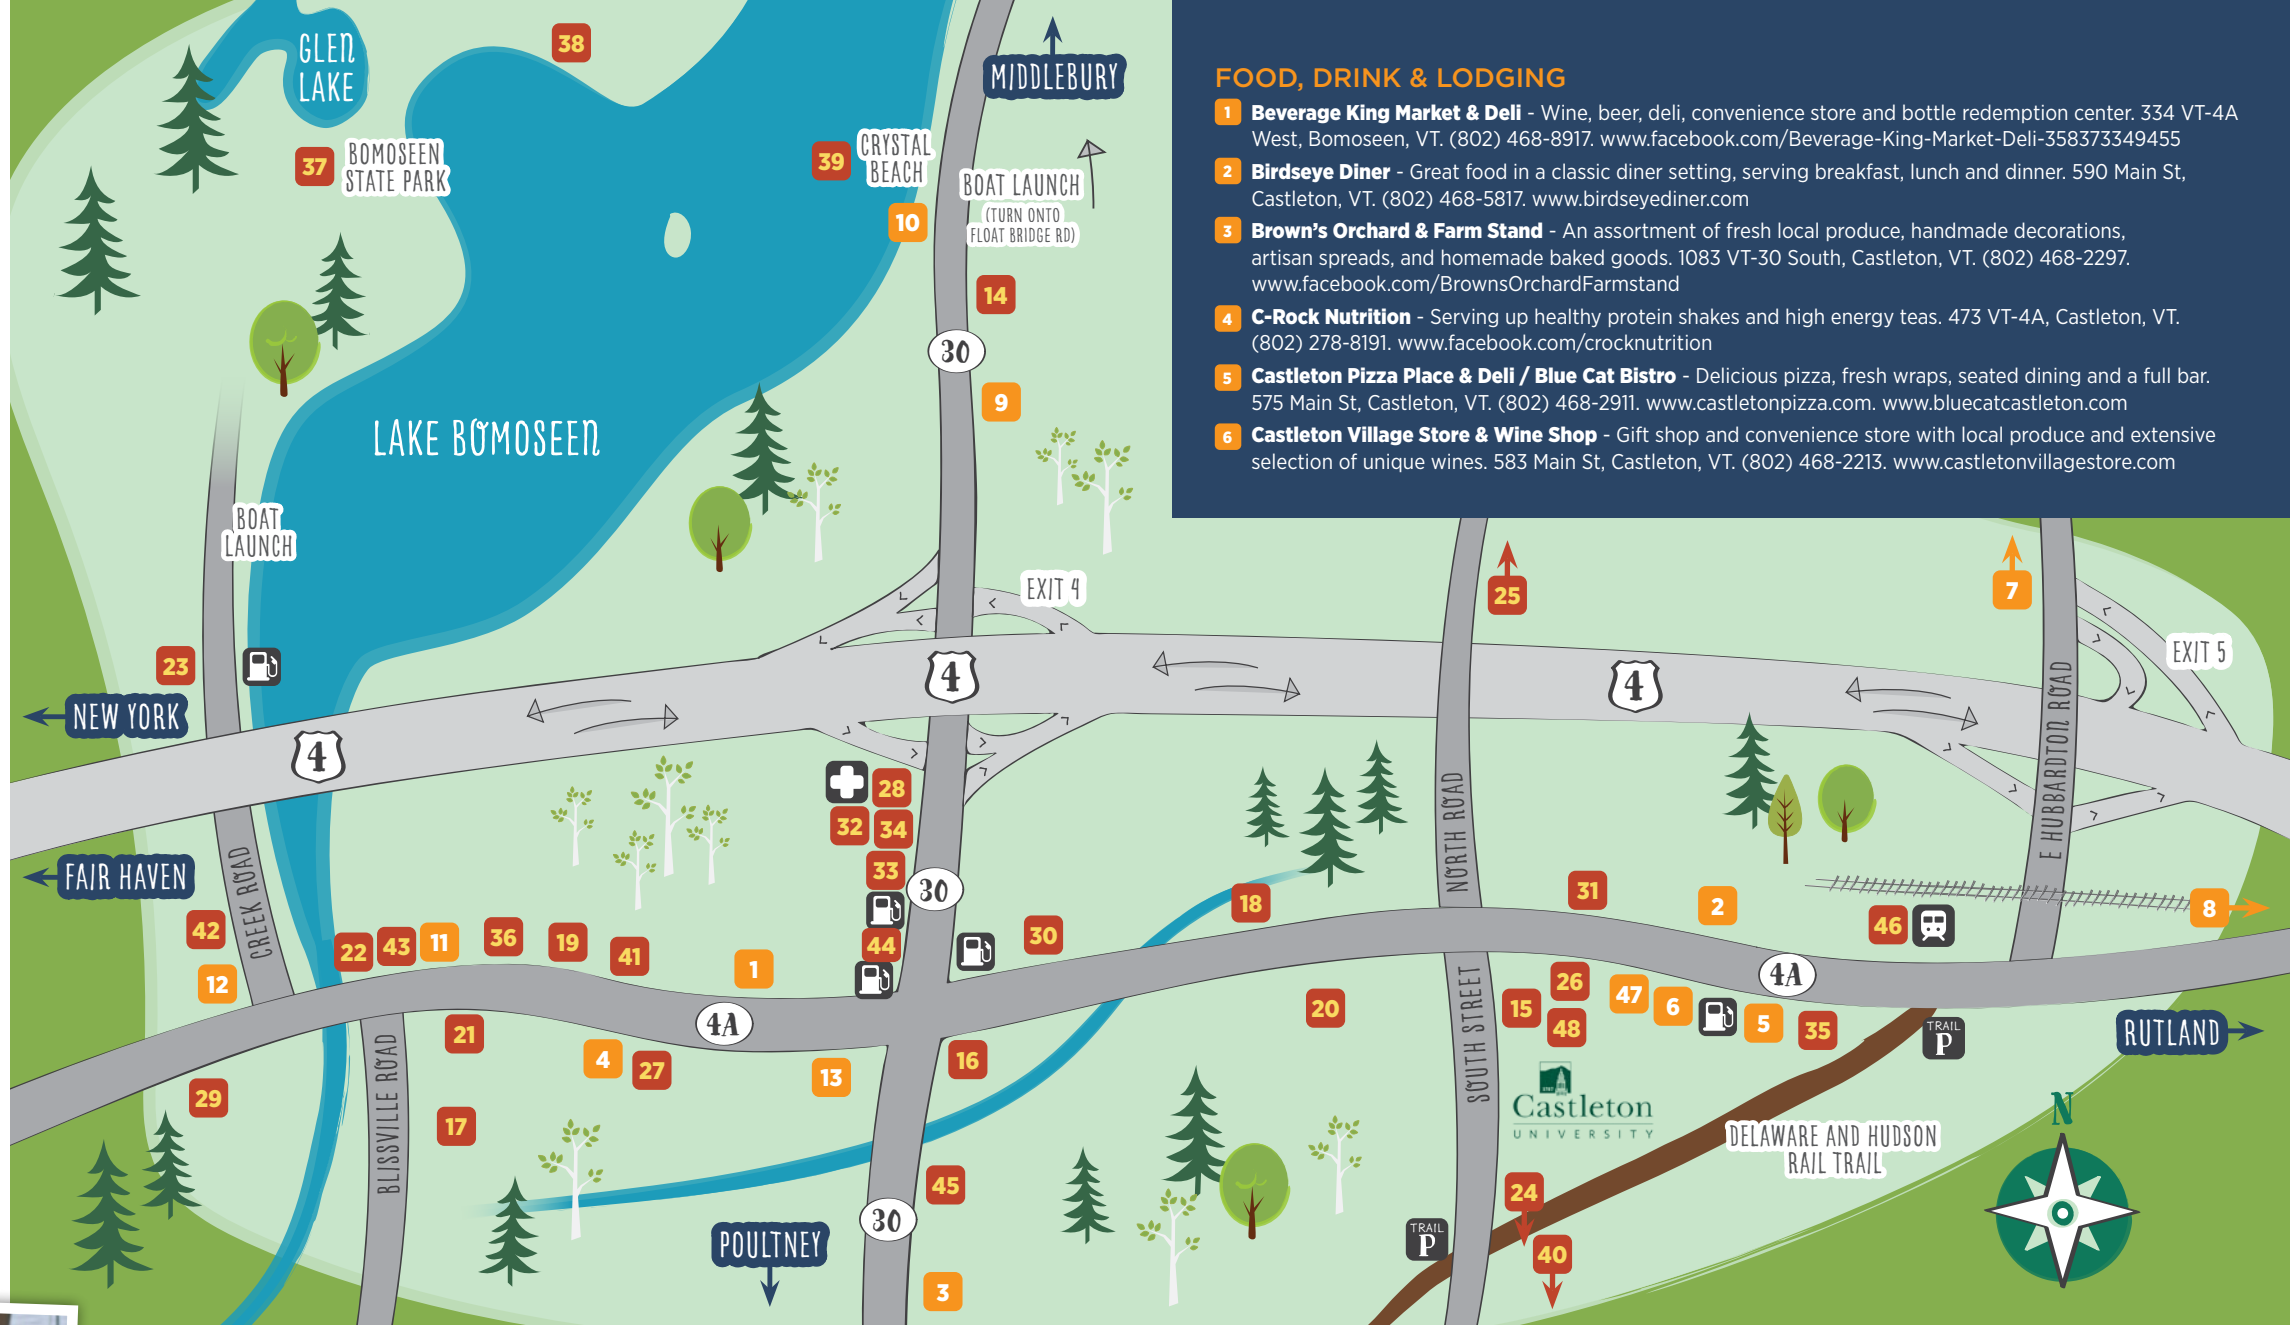 GLEN
LAKE
38
MIDDLEBURY
37
BOMOSEEN
STATE PARK
39
CRYSTAL
BEACH
BOAT LAUNCH
(TURN ONTO
FLOAT BRIDGE RD)
10
14
30
9
LAKE BOMOSEEN
BOAT
LAUNCH
FOOD, DRINK & LODGING
1 Beverage King Market & Deli - Wine, beer, deli, convenience store and bottle redemption center. 334 VT-4A
West, Bomoseen, VT. (802) 468-8917. www.facebook.com/Beverage-King-Market-Deli-358373349455
2 Birdseye Diner - Great food in a classic diner setting, serving breakfast, lunch and dinner. 590 Main St,
Castleton, VT. (802) 468-5817. www.birdseyediner.com
3 Brown's Orchard & Farm Stand - An assortment of fresh local produce, handmade decorations,
artisan spreads, and homemade baked goods. 1083 VT-30 South, Castleton, VT. (802) 468-2297.
www.facebook.com/BrownsOrchardFarmstand
4 C-Rock Nutrition - Serving up healthy protein shakes and high energy teas. 473 VT-4A, Castleton, VT.
(802) 278-8191. www.facebook.com/crocknutrition
5 Castleton Pizza Place & Deli / Blue Cat Bistro - Delicious pizza, fresh wraps, seated dining and a full bar.
575 Main St, Castleton, VT. (802) 468-2911. www.castletonpizza.com. www.bluecatcastleton.com
6 Castleton Village Store & Wine Shop - Gift shop and convenience store with local produce and extensive
selection of unique wines. 583 Main St, Castleton, VT. (802) 468-2213. www.castletonvillagestore.com
EXIT 4
25
7
EXIT 5
23
NEW YORK
4
4
4
E HUBBARDTON ROAD
NORTH ROAD
28
32
34
33
30
44
FAIR HAVEN
CREEK ROAD
42
12
22
43
11
36
19
41
1
30
18
31
2
46
8
4A
4A
20
15
26
48
47
6
5
35
TRAIL
P
RUTLAND
21
4
27
13
16
29
17
BLISSVILLE ROAD
SOUTH STREET
Castleton
UNIVERSITY
DELAWARE AND HUDSON
RAIL TRAIL
N
45
30
24
TRAIL
P
40
POULTNEY
3